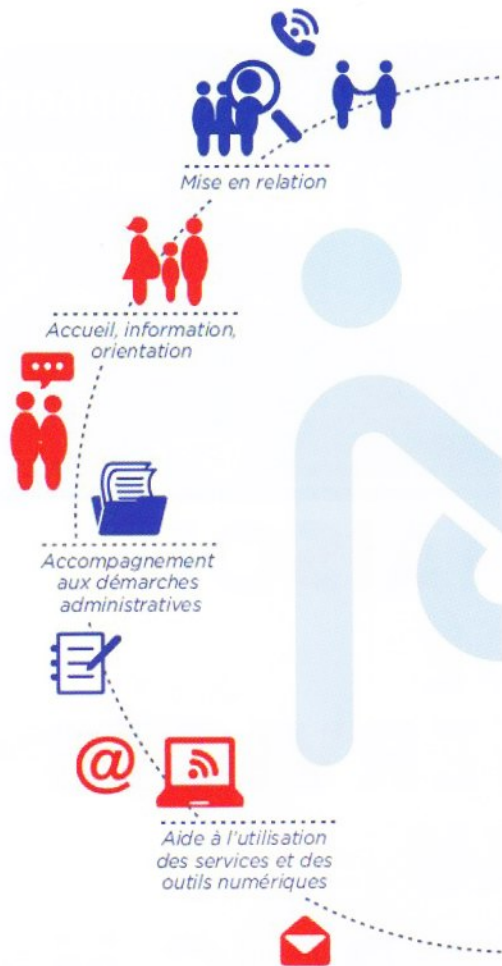 Mise en relation
Accueil, information,
orientation
Accompagnement
aux démarches
administratives
@
Aide à l'utilisation
des services et des
outils numériques